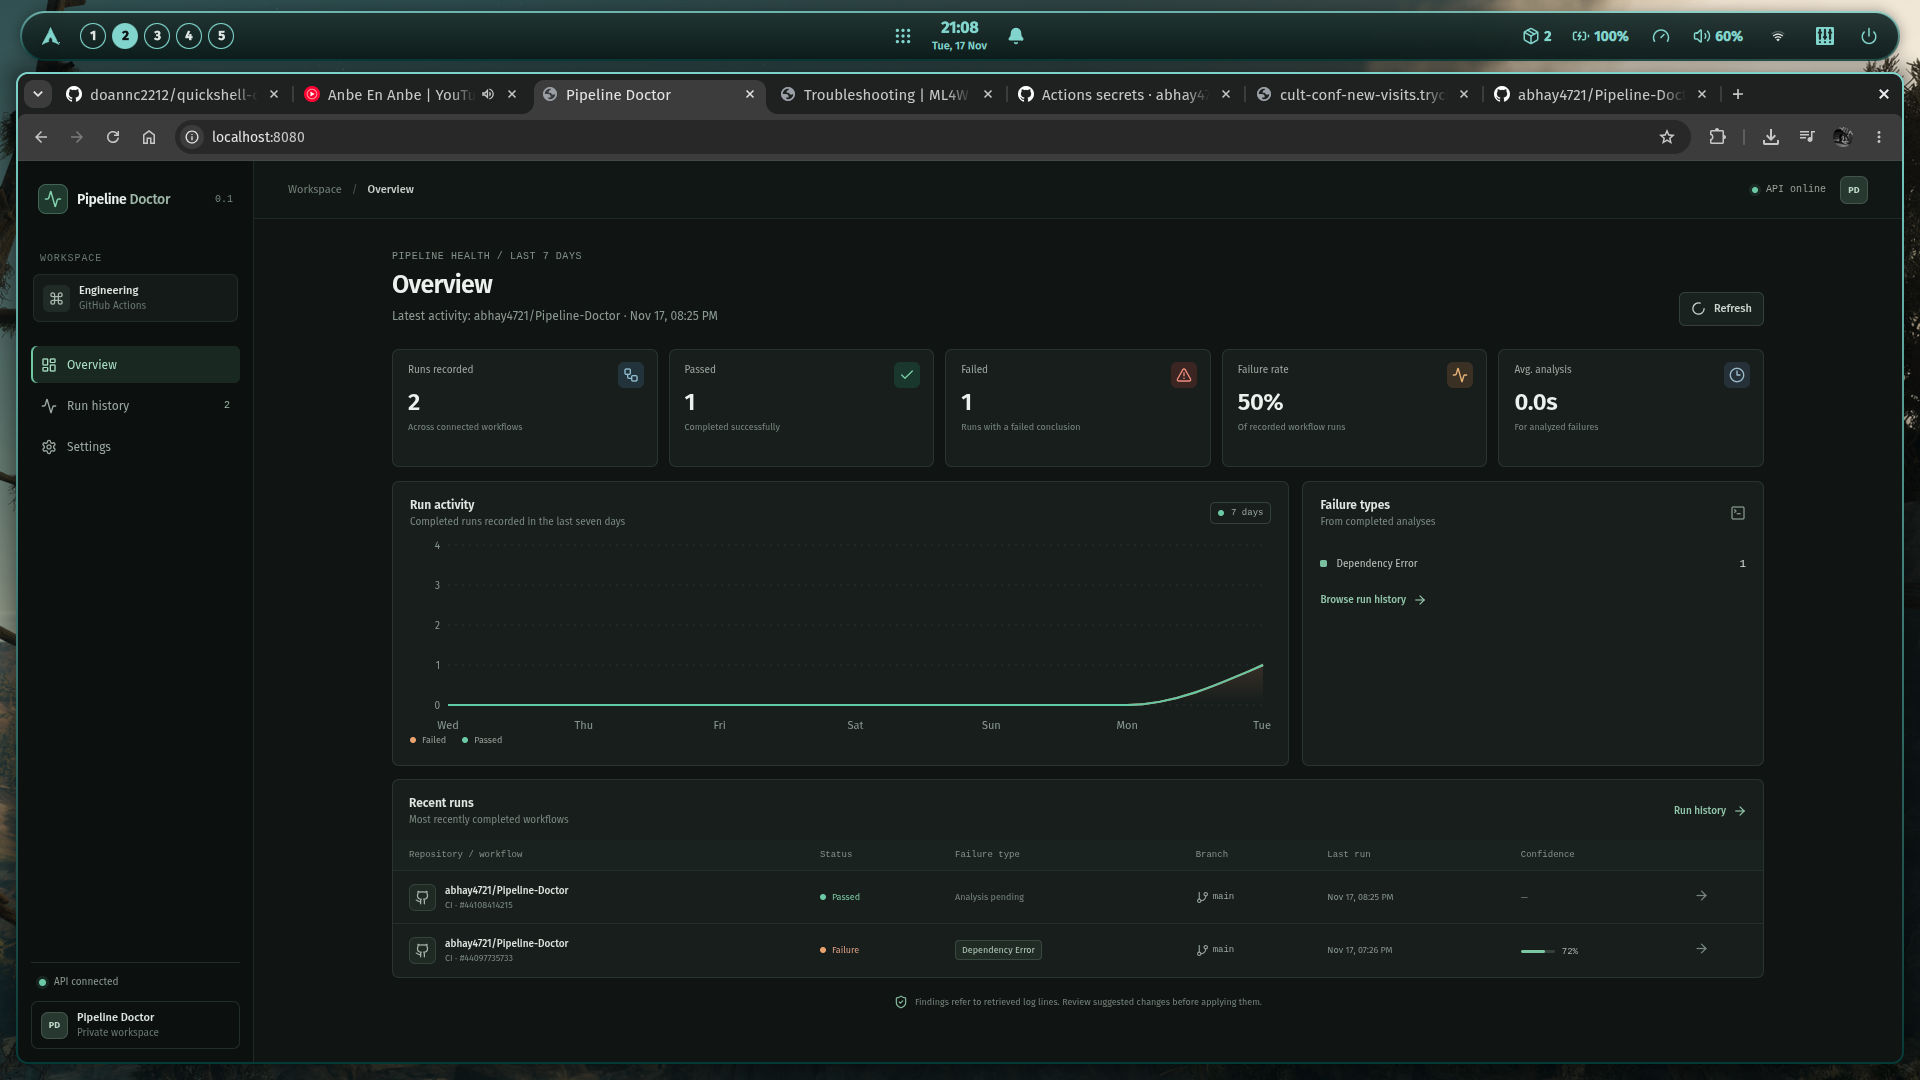 1 2 3 4 5
21:08
Tue, 17 Nov
2 100% 60%
doannc2212/quickshell-
Anbe En Anbe | YouTu
Pipeline Doctor
Troubleshooting | ML4W
Actions secrets · abhay47
cult-conf-new-visits.tryc
abhay4721/Pipeline-Doct
localhost:8080
Pipeline Doctor 0.1
Workspace / Overview
API online PD
WORKSPACE
Engineering
GitHub Actions
Overview
Run history 2
Settings
API connected
PD
Pipeline Doctor
Private workspace
PIPELINE HEALTH / LAST 7 DAYS
Overview
Latest activity: abhay4721/Pipeline-Doctor · Nov 17, 08:25 PM
Refresh
Runs recorded
2
Across connected workflows
Passed
1
Completed successfully
Failed
1
Runs with a failed conclusion
Failure rate
50%
Of recorded workflow runs
Avg. analysis
0.0s
For analyzed failures
Run activity
Completed runs recorded in the last seven days
7 days
4
3
2
1
0
Wed Thu Fri Sat Sun Mon Tue
Failed Passed
Failure types
From completed analyses
Dependency Error 1
Browse run history
Recent runs
Most recently completed workflows
Run history
Repository / workflow Status Failure type Branch Last run Confidence
abhay4721/Pipeline-Doctor
CI · #44108414215
Passed Analysis pending main Nov 17, 08:25 PM —
abhay4721/Pipeline-Doctor
CI · #44097735733
Failure Dependency Error main Nov 17, 07:26 PM 72%
Findings refer to retrieved log lines. Review suggested changes before applying them.